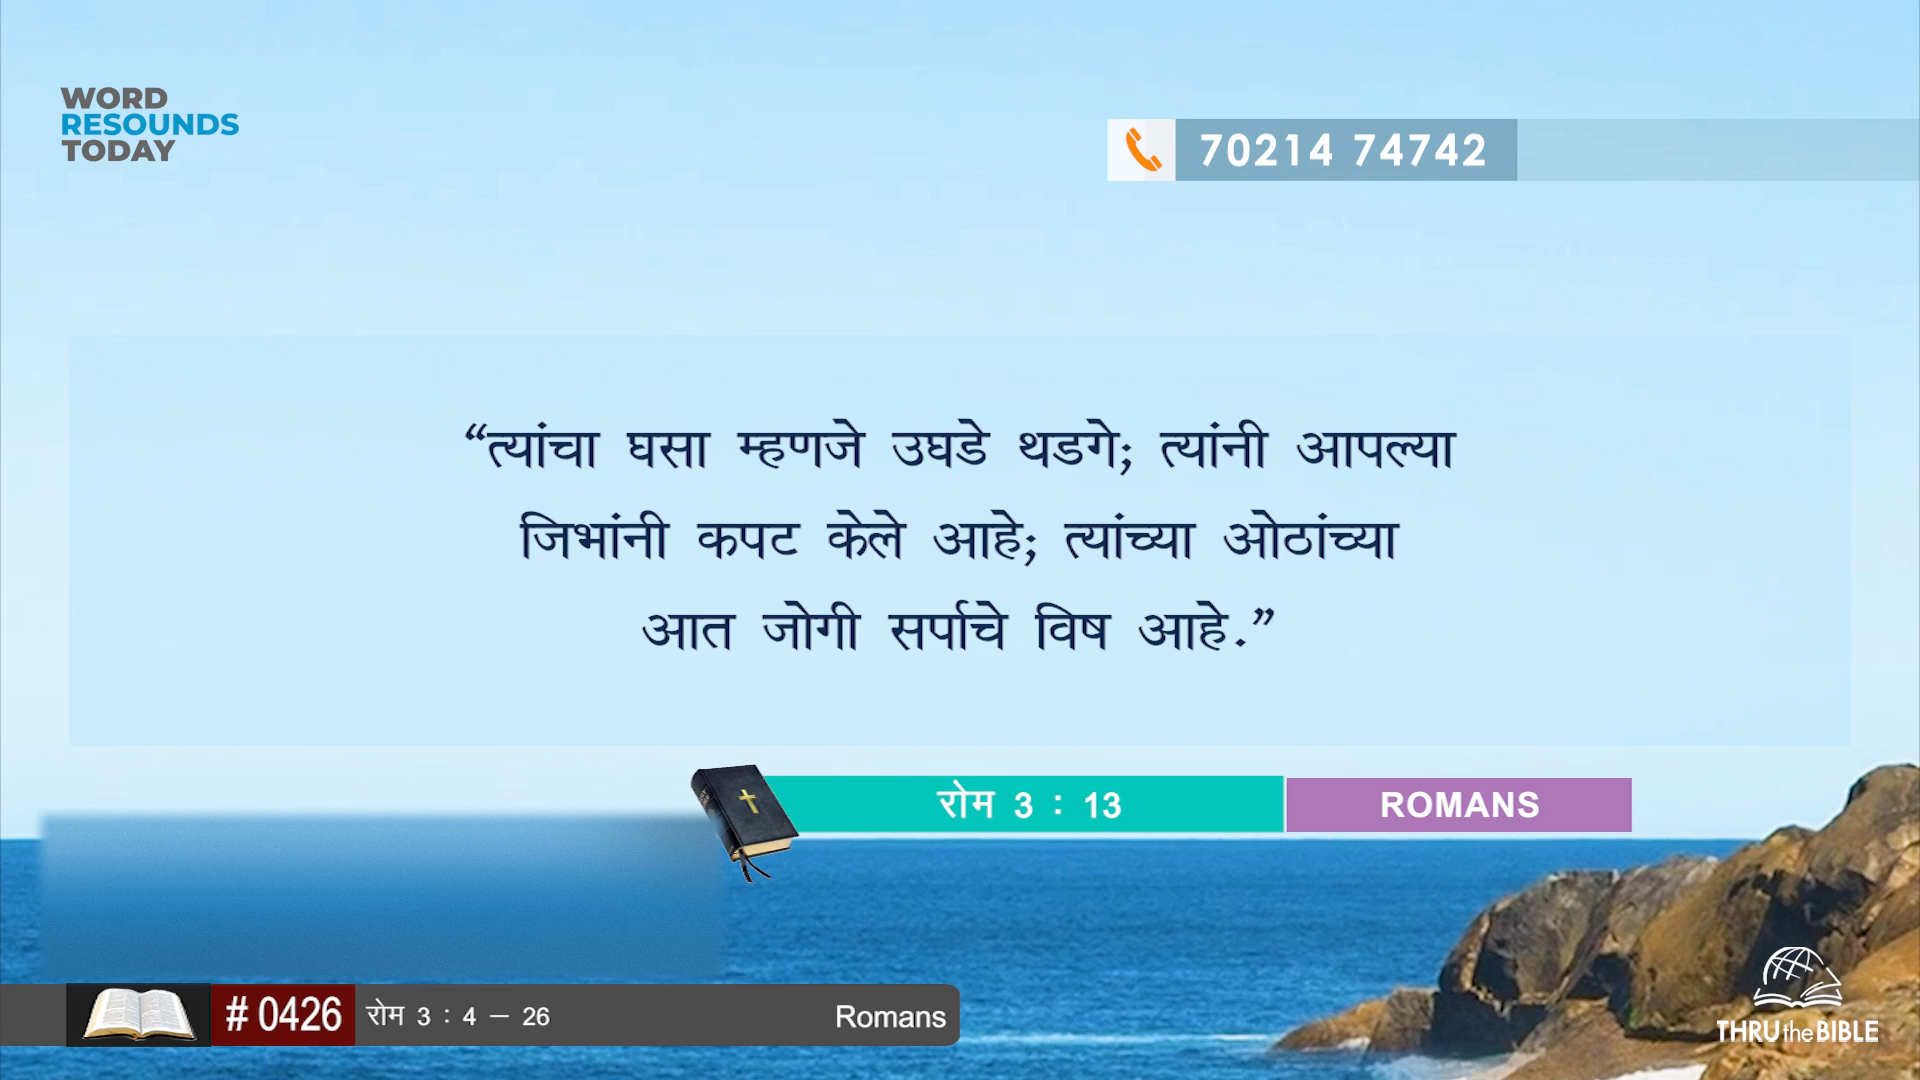 WORD
RESOUNDS
TODAY
70214 74742
“त्यांचा घसा म्हणजे उघडे थडगे; त्यांनी आपल्या
जिभांनी कपट केले आहे; त्यांच्या ओठांच्या
आत जोगी सर्पाचे विष आहे.”
रोम 3 : 13
ROMANS
# 0426
रोम 3 : 4 – 26
Romans
THRU the BIBLE